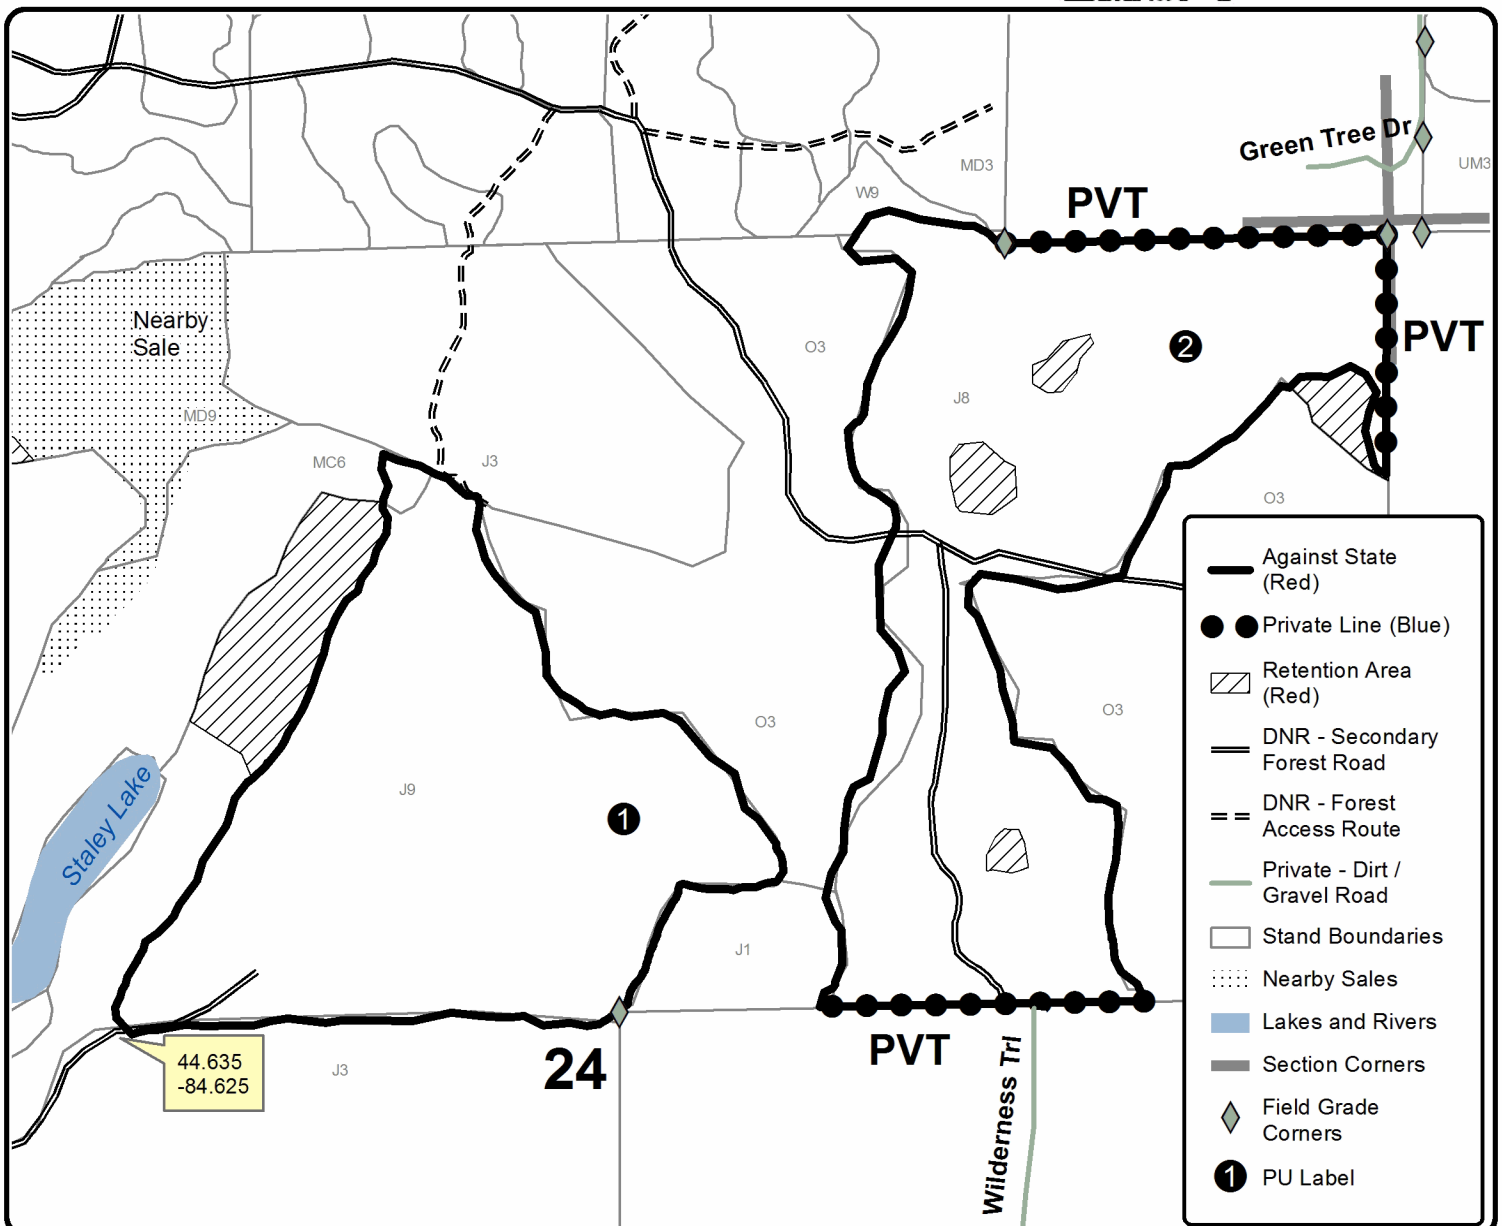 Green Tree Dr
MD3
UM3
W9
PVT
Nearby
Sale
O3
2
PVT
J8
MD9
MC6
J3
O3
Against State
(Red)
Private Line (Blue)
Retention Area
(Red)
DNR - Secondary
Forest Road
DNR - Forest
Access Route
Private - Dirt /
Gravel Road
Stand Boundaries
Nearby Sales
Lakes and Rivers
Section Corners
Field Grade
Corners
1 PU Label
O3
O3
J9
1
Staley Lake
J1
PVT
24
44.635
-84.625
J3
Wilderness Trl